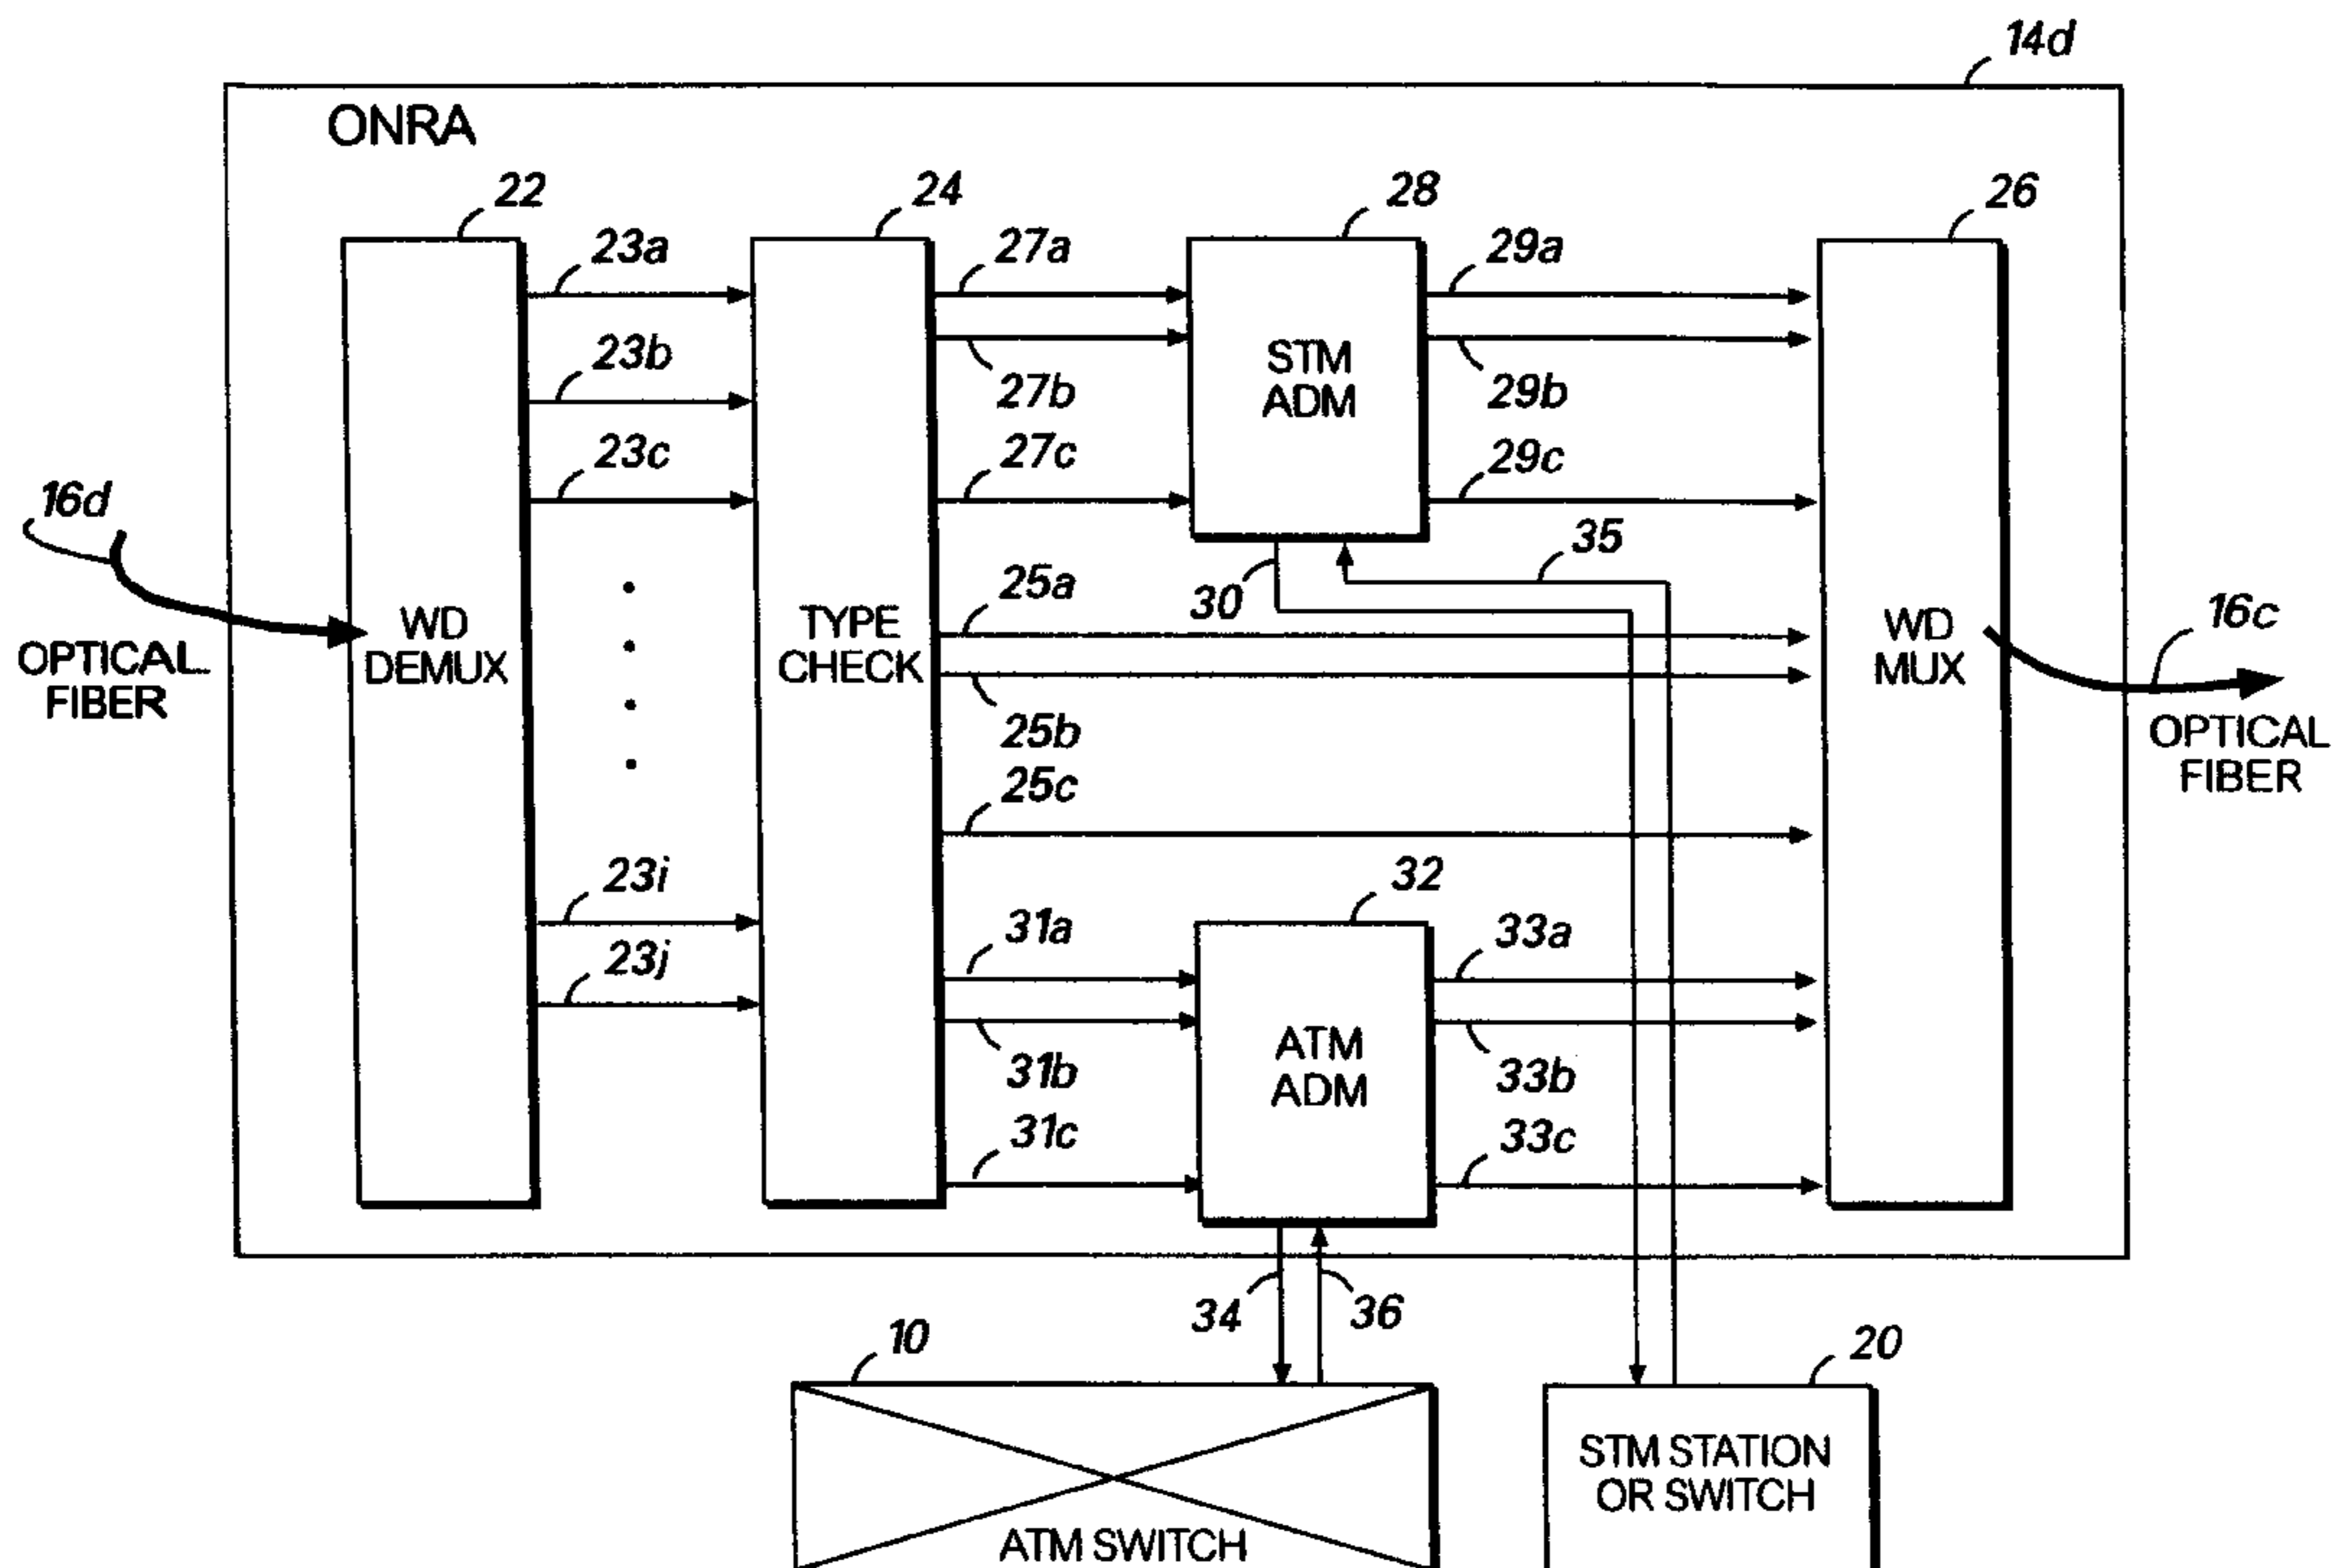 14d
ONRA
22
24
28
26
23a
27a
29a
23b
27b
STM
ADM
29b
23c
27c
29c
16d
35
25a
30
16c
OPTICAL
FIBER
WD
DEMUX
TYPE
CHECK
WD
MUX
25b
OPTICAL
FIBER
25c
23i
32
31a
33a
23j
ATM
ADM
31b
33b
31c
33c
34
36
10
20
STM STATION
OR SWITCH
ATM SWITCH